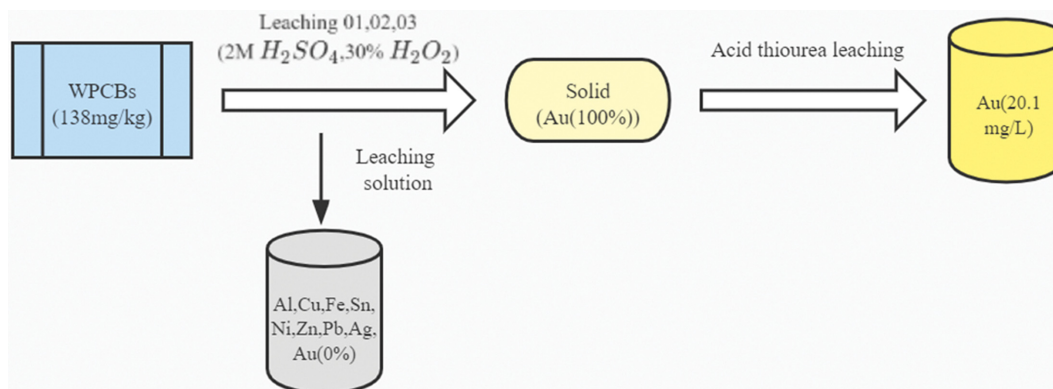 Leaching 01,02,03
(2M H₂SO₄,30% H₂O₂)
WPCBs
(138mg/kg)
Solid
(Au(100%))
Acid thiourea leaching
Au(20.1
mg/L)
Leaching
solution
Al,Cu,Fe,Sn,
Ni,Zn,Pb,Ag,
Au(0%)